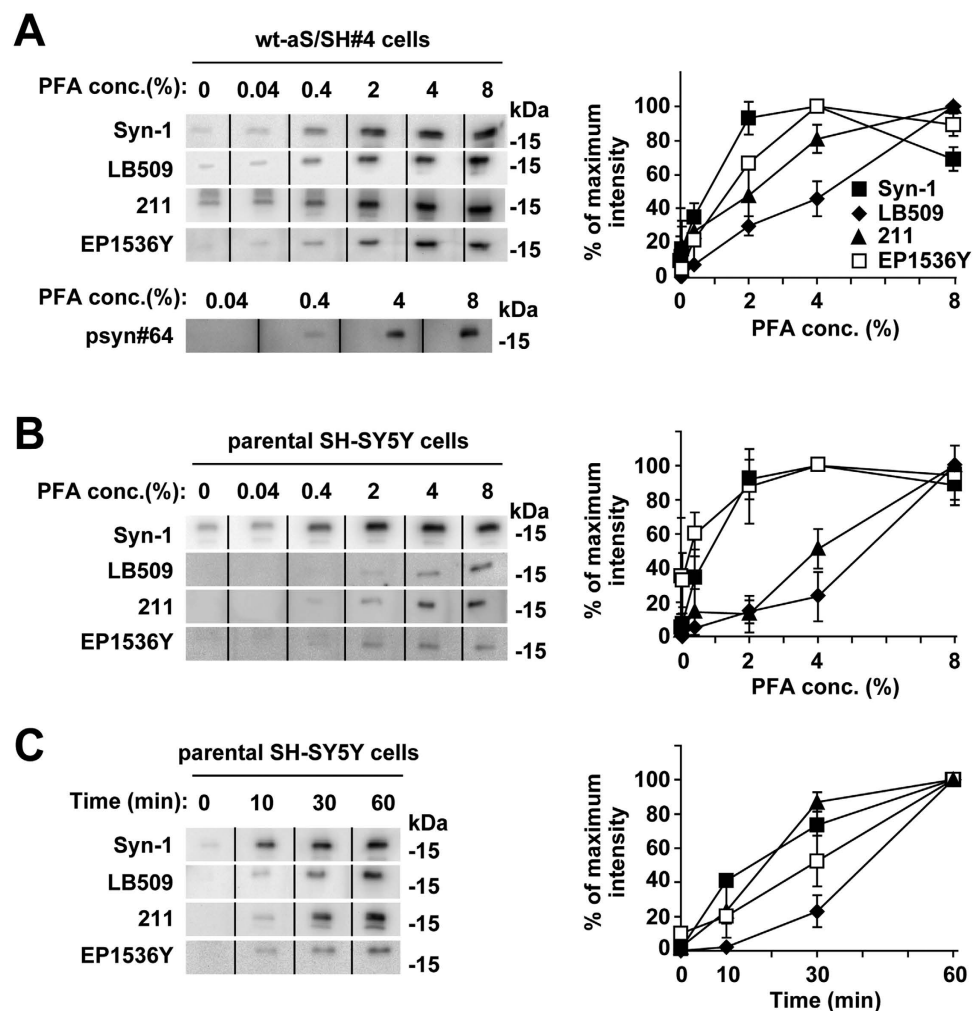 A
wt-aS/SH#4 cells
PFA conc.(%): 0 0.04 0.4 2 4 8
kDa
Syn-1 -15
LB509 -15
211 -15
EP1536Y -15
PFA conc.(%): 0.04 0.4 4 8
kDa
psyn#64 -15
% of maximum
intensity
100
80
60
40
20
0
Syn-1
LB509
211
EP1536Y
0 2 4 8
PFA conc. (%)
B
parental SH-SY5Y cells
PFA conc.(%): 0 0.04 0.4 2 4 8
kDa
Syn-1 -15
LB509 -15
211 -15
EP1536Y -15
% of maximum
intensity
100
80
60
40
20
0
0 2 4 8
PFA conc. (%)
C
parental SH-SY5Y cells
Time (min): 0 10 30 60
kDa
Syn-1 -15
LB509 -15
211 -15
EP1536Y -15
% of maximum
intensity
100
80
60
40
20
0
0 10 30 60
Time (min)